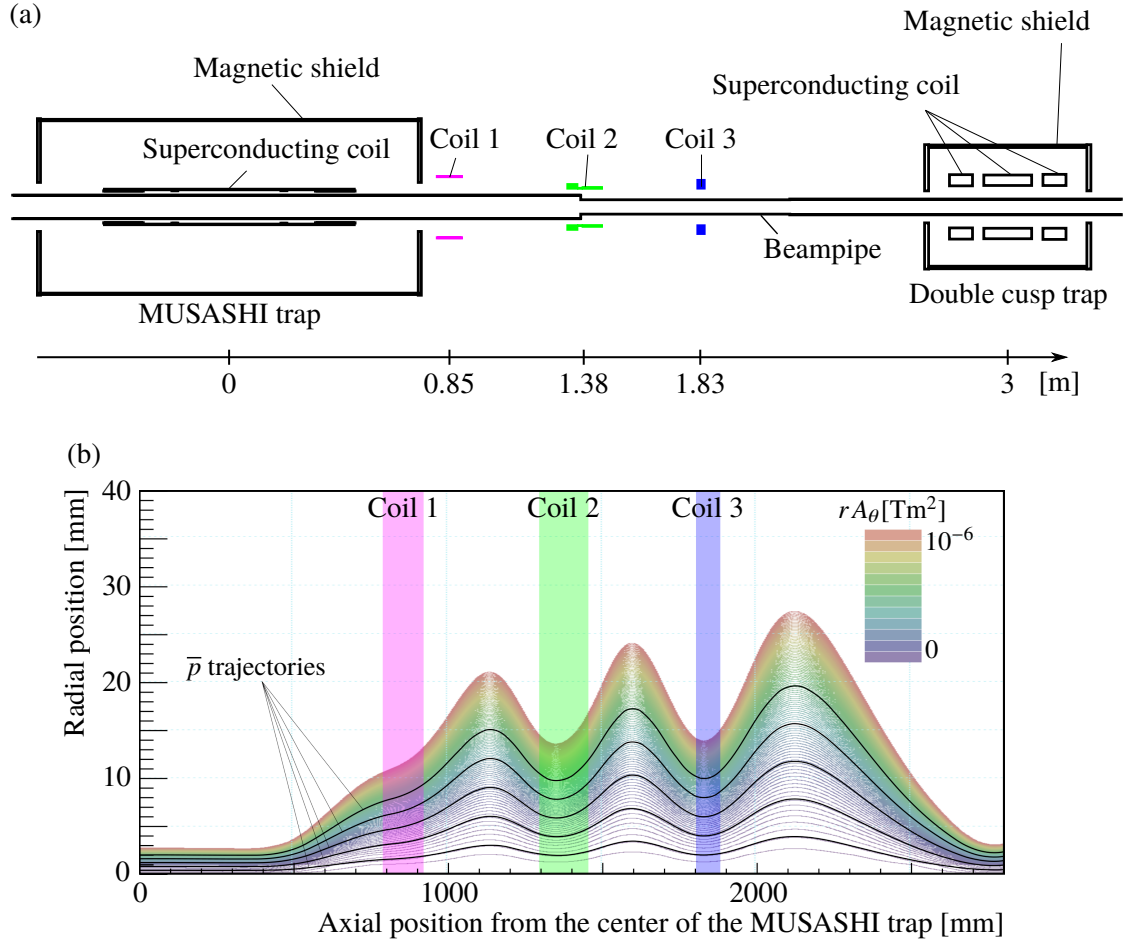 (a)
Magnetic shield
Magnetic shield
Superconducting coil
Superconducting coil
Coil 1
Coil 2
Coil 3
Beampipe
MUSASHI trap
Double cusp trap
0
0.85
1.38
1.83
3
[m]
(b)
40
30
20
10
0
Radial position [mm]
Coil 1
Coil 2
Coil 3
rA_θ[Tm²]
10⁻⁶
0
p̅ trajectories
0
1000
2000
Axial position from the center of the MUSASHI trap [mm]